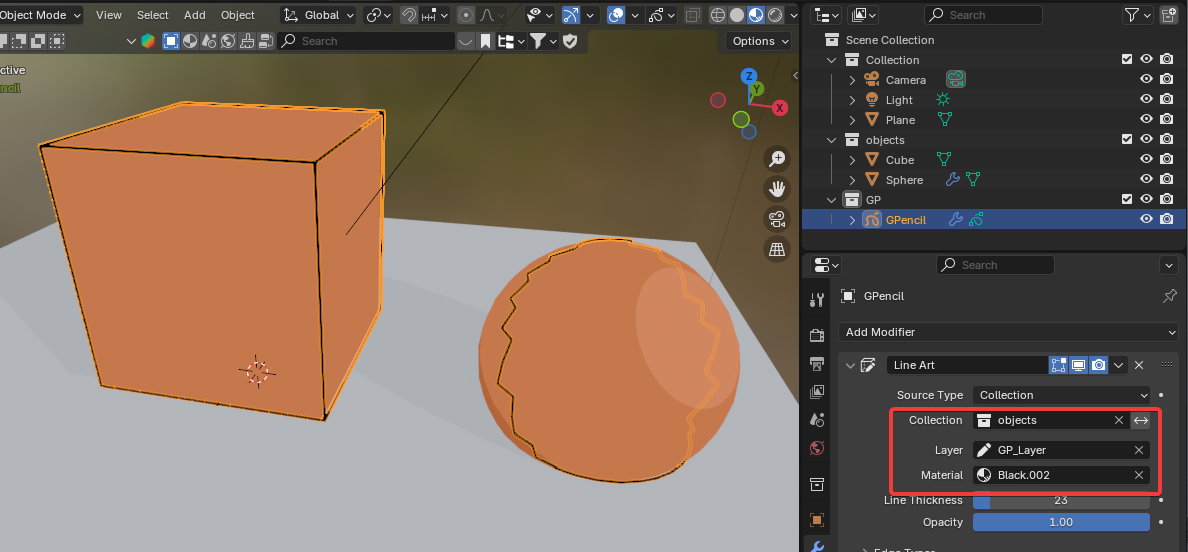 Object Mode View Select Add Object Global Search
Search Options
ctive
ncil
Z
Y
X
Scene Collection
Collection
Camera
Light
Plane
objects
Cube
Sphere
GP
GPencil
Search
GPencil
Add Modifier
Line Art
Source Type Collection
Collection objects
Layer GP_Layer
Material Black.002
Line Thickness 23
Opacity 1.00
Edge Types